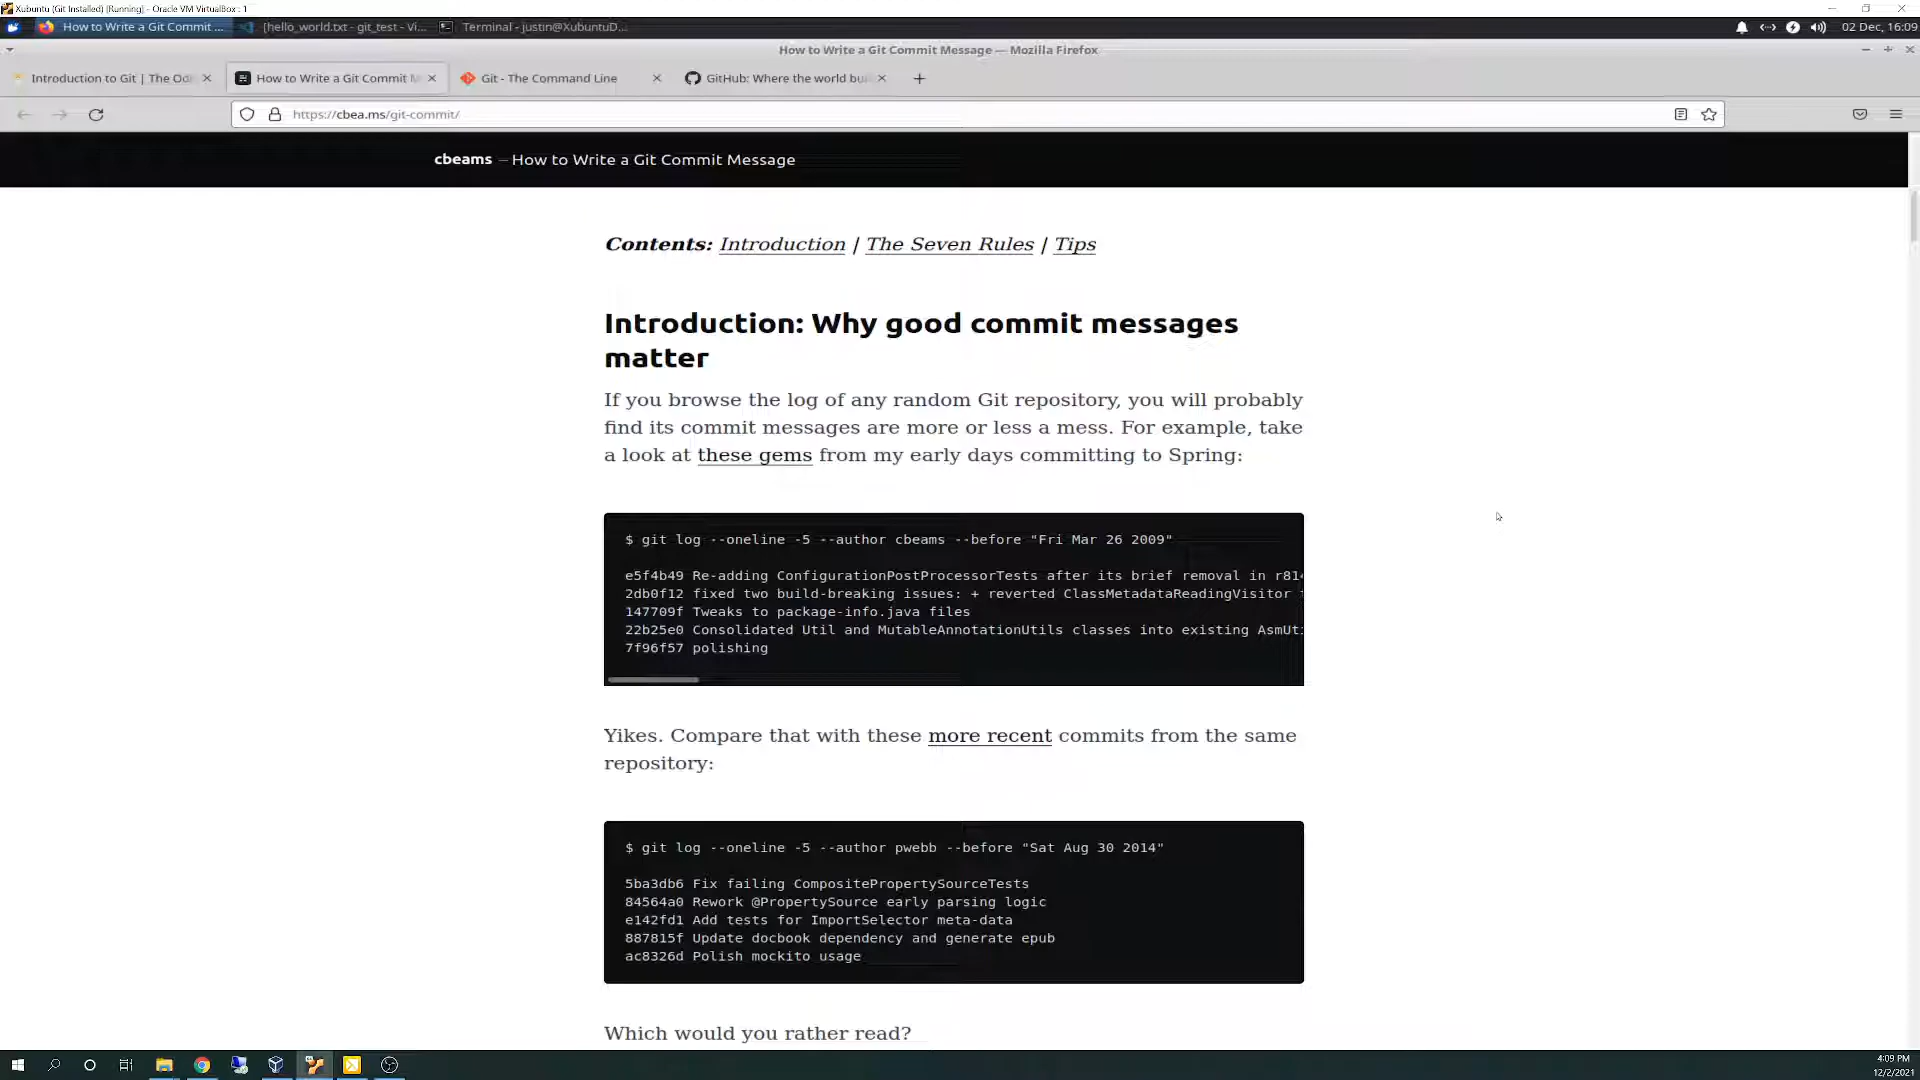 Xubuntu (Git Installed) [Running] - Oracle VM VirtualBox : 1
How to Write a Git Commit ...
[hello_world.txt - git_test - Vi...
Terminal - justin@XubuntuD...
02 Dec, 16:09
How to Write a Git Commit Message — Mozilla Firefox
Introduction to Git | The Od
How to Write a Git Commit M
Git - The Command Line
GitHub: Where the world bu
https://cbea.ms/git-commit/
cbeams – How to Write a Git Commit Message
Contents: Introduction | The Seven Rules | Tips
Introduction: Why good commit messages
matter
If you browse the log of any random Git repository, you will probably
find its commit messages are more or less a mess. For example, take
a look at these gems from my early days committing to Spring:
$ git log --oneline -5 --author cbeams --before "Fri Mar 26 2009"
e5f4b49 Re-adding ConfigurationPostProcessorTests after its brief removal in r814
2db0f12 fixed two build-breaking issues: + reverted ClassMetadataReadingVisitor
147709f Tweaks to package-info.java files
22b25e0 Consolidated Util and MutableAnnotationUtils classes into existing AsmUti
7f96f57 polishing
Yikes. Compare that with these more recent commits from the same
repository:
$ git log --oneline -5 --author pwebb --before "Sat Aug 30 2014"
5ba3db6 Fix failing CompositePropertySourceTests
84564a0 Rework @PropertySource early parsing logic
e142fd1 Add tests for ImportSelector meta-data
887815f Update docbook dependency and generate epub
ac8326d Polish mockito usage
Which would you rather read?
4:09 PM
12/2/2021